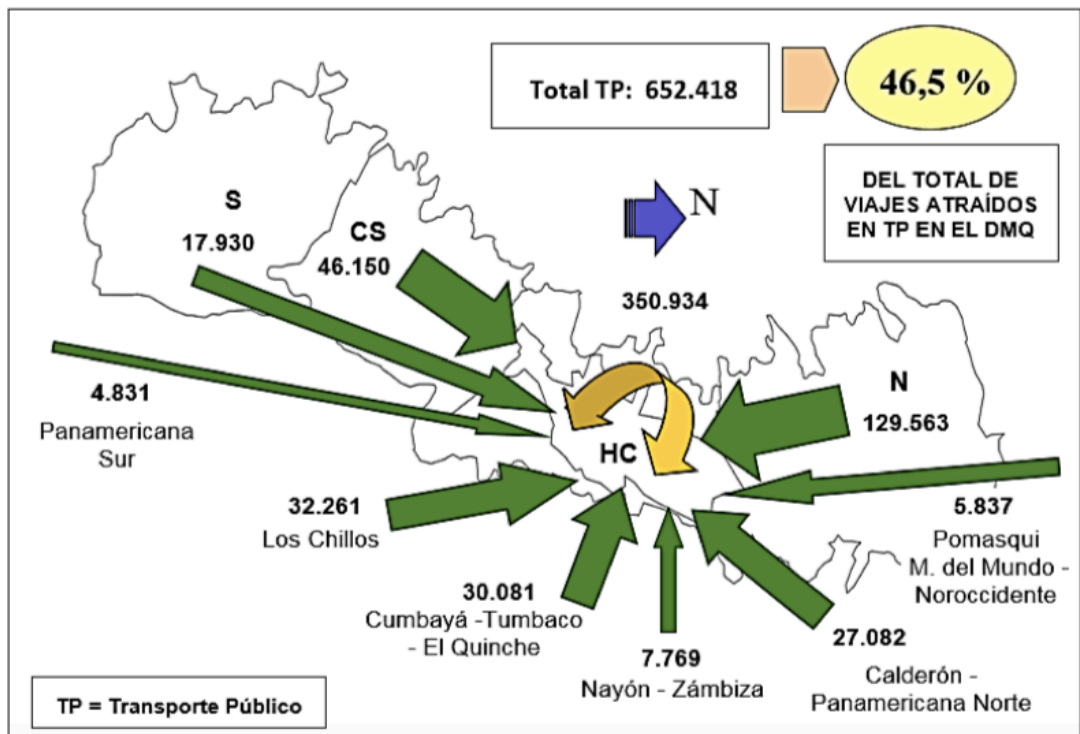 Total TP: 652.418
46,5 %
DEL TOTAL DE
VIAJES ATRAÍDOS
EN TP EN EL DMQ
N
S
17.930
CS
46.150
350.934
N
129.563
HC
4.831
Panamericana
Sur
32.261
Los Chillos
30.081
Cumbayá -Tumbaco
- El Quinche
7.769
Nayón - Zámbiza
27.082
Calderón -
Panamericana Norte
5.837
Pomasqui
M. del Mundo -
Noroccidente
TP = Transporte Público